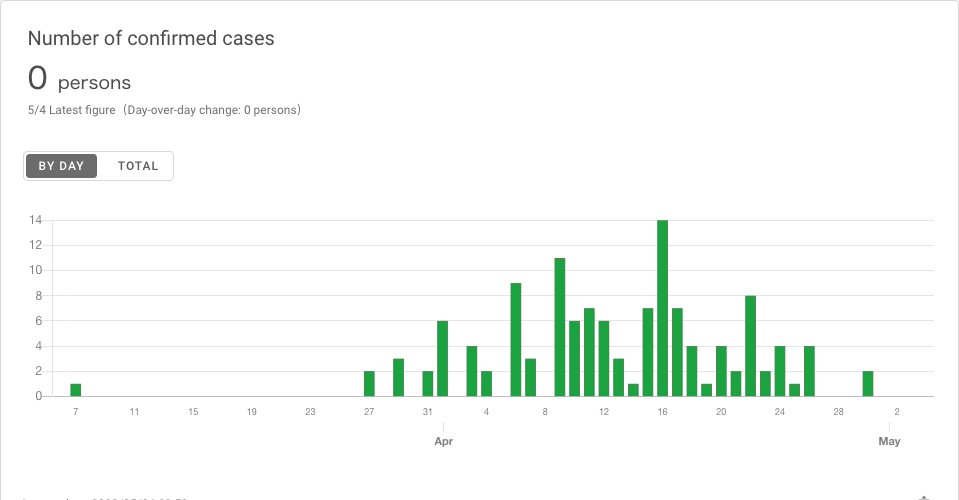 Number of confirmed cases
0 persons
5/4 Latest figure（Day-over-day change: 0 persons）
BY DAY TOTAL
14
12
10
8
6
4
2
0
7 11 15 19 23 27 31 4 8 12 16 20 24 28 2
Apr May